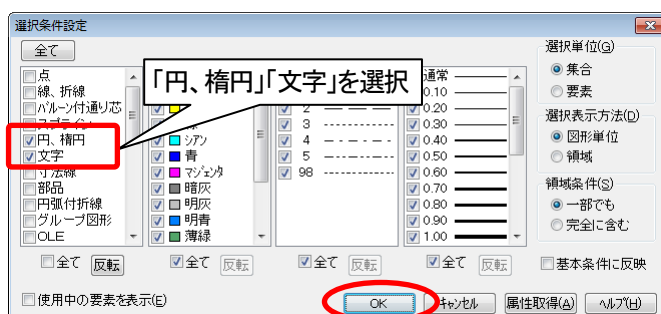 選択条件設定
全て
「円、楕円」「文字」を選択
点
線、折線
バルーン付通り芯
円、楕円
文字
寸法線
部品
円弧付折線
グループ図形
OLE
シアン
青
マジェンタ
暗灰
明灰
明青
薄緑
2
3
4
5
98
通常
0.10
0.20
0.30
0.40
0.50
0.60
0.70
0.80
0.90
1.00
選択単位(G)
集合
要素
選択表示方法(D)
図形単位
領域
領域条件(S)
一部でも
完全に含む
全て 反転 全て 反転 全て 反転 全て 反転 基本条件に反映
使用中の要素を表示(E) OK キャンセル 属性取得(A) ヘルプ(H)